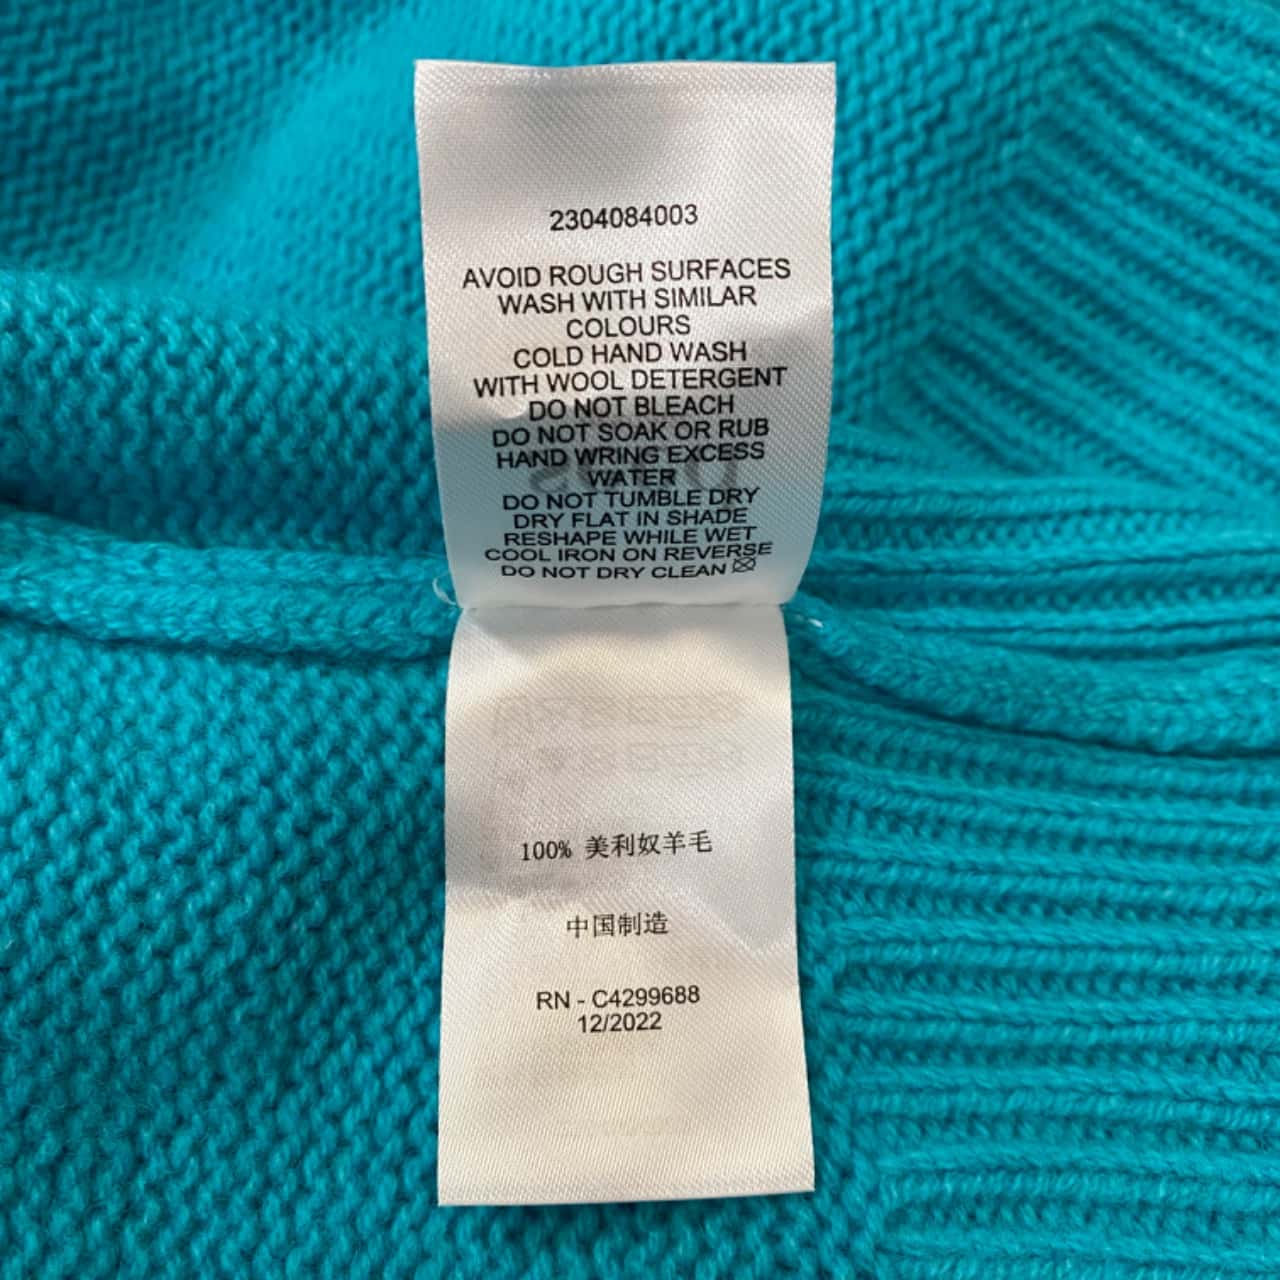 2304084003
AVOID ROUGH SURFACES
WASH WITH SIMILAR
COLOURS
COLD HAND WASH
WITH WOOL DETERGENT
DO NOT BLEACH
DO NOT SOAK OR RUB
HAND WRING EXCESS
WATER
DO NOT TUMBLE DRY
DRY FLAT IN SHADE
RESHAPE WHILE WET
COOL IRON ON REVERSE
DO NOT DRY CLEAN
100% 美利奴羊毛
中国制造
RN - C4299688
12/2022